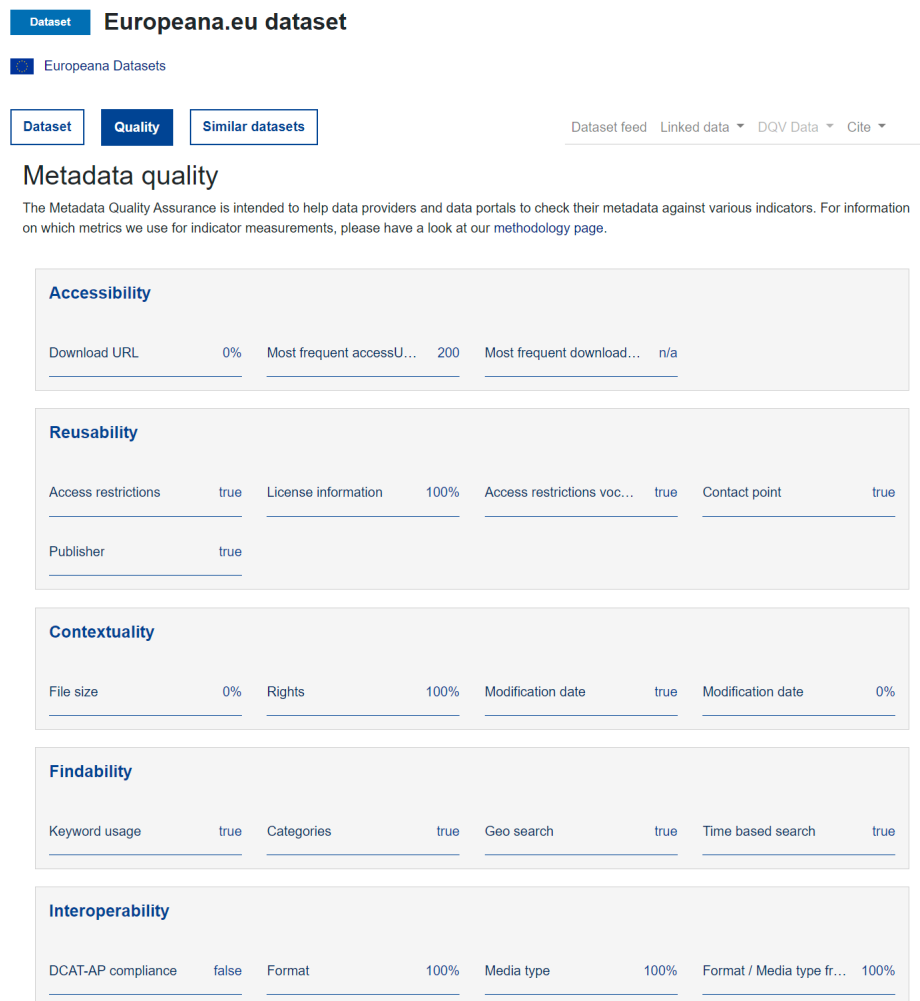 Dataset Europeana.eu dataset
Europeana Datasets
Dataset Quality Similar datasets Dataset feed Linked data DQV Data Cite
Metadata quality
The Metadata Quality Assurance is intended to help data providers and data portals to check their metadata against various indicators. For information
on which metrics we use for indicator measurements, please have a look at our methodology page.
Accessibility
Download URL 0% Most frequent accessU… 200 Most frequent download… n/a
Reusability
Access restrictions true License information 100% Access restrictions voc… true Contact point true
Publisher true
Contextuality
File size 0% Rights 100% Modification date true Modification date 0%
Findability
Keyword usage true Categories true Geo search true Time based search true
Interoperability
DCAT-AP compliance false Format 100% Media type 100% Format / Media type fr… 100%